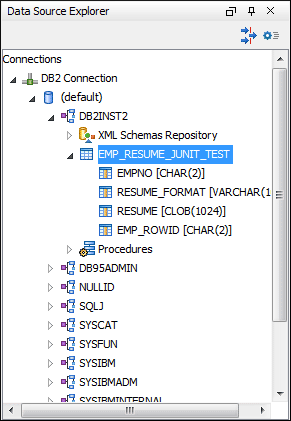 Data Source Explorer
Connections
DB2 Connection
(default)
DB2INST2
XML Schemas Repository
EMP_RESUME_JUNIT_TEST
EMPNO [CHAR(2)]
RESUME_FORMAT [VARCHAR(1
RESUME [CLOB(1024)]
EMP_ROWID [CHAR(2)]
Procedures
DB95ADMIN
NULLID
SQLJ
SYSCAT
SYSFUN
SYSIBM
SYSIBMADM
SYSIBMINTERNAL